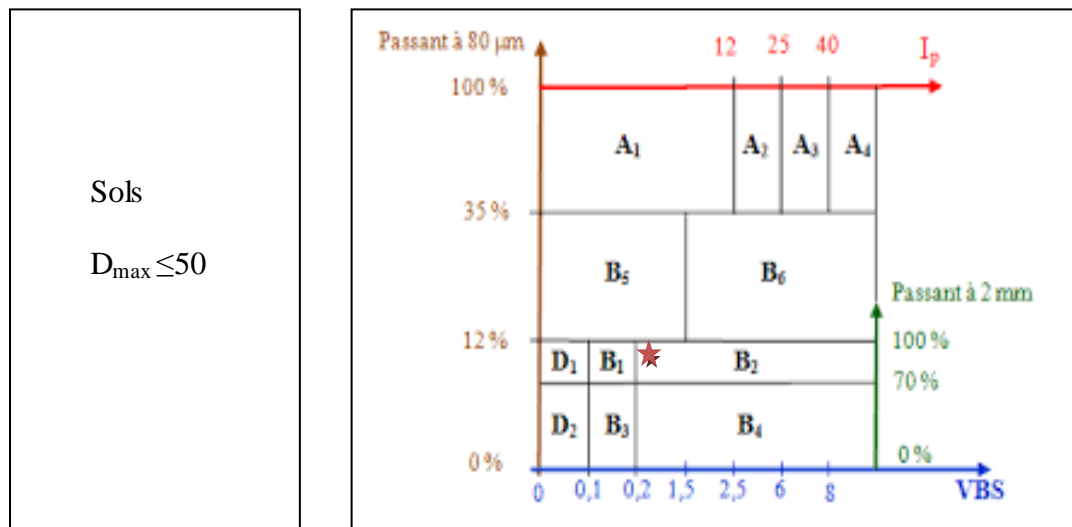 Sols
D_max ≤50
Passant à 80 µm
12 25 40
I_p
100 %
A₁ A₂ A₃ A₄
35 %
B₅ B₆
Passant à 2 mm
12 % 100 %
D₁ B₁ B₂
70 %
D₂ B₃ B₄
0 % 0 %
0 0,1 0,2 1,5 2,5 6 8 VBS